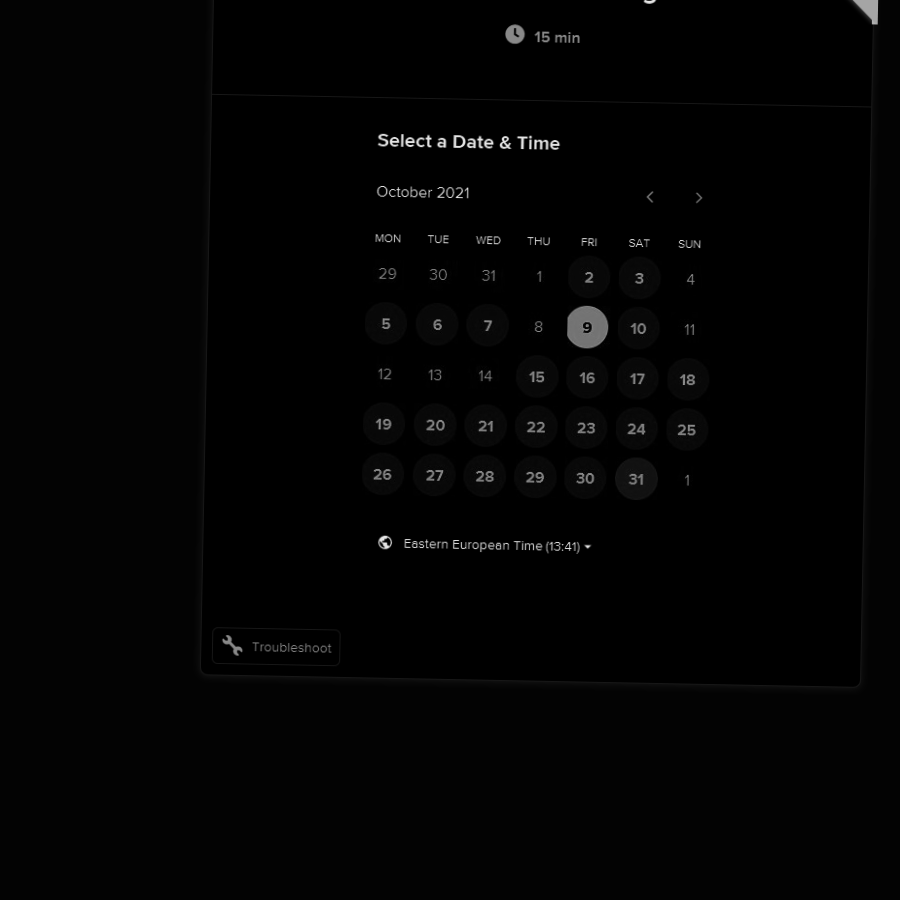 15 min
Select a Date & Time
October 2021
MON TUE WED THU FRI SAT SUN
29 30 31 1 2 3 4
5 6 7 8 9 10 11
12 13 14 15 16 17 18
19 20 21 22 23 24 25
26 27 28 29 30 31 1
Eastern European Time (13:41)
Troubleshoot